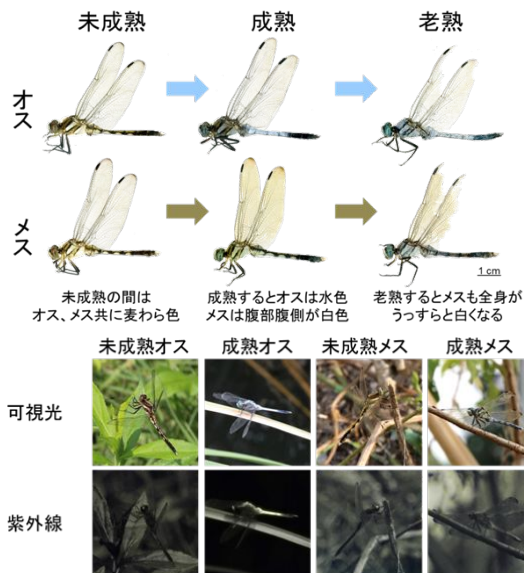 未成熟 成熟 老熟
オス
メス
1 cm
未成熟の間は
オス、メス共に麦わら色
成熟するとオスは水色
メスは腹部腹側が白色
老熟するとメスも全身が
うっすらと白くなる
未成熟オス 成熟オス 未成熟メス 成熟メス
可視光
紫外線